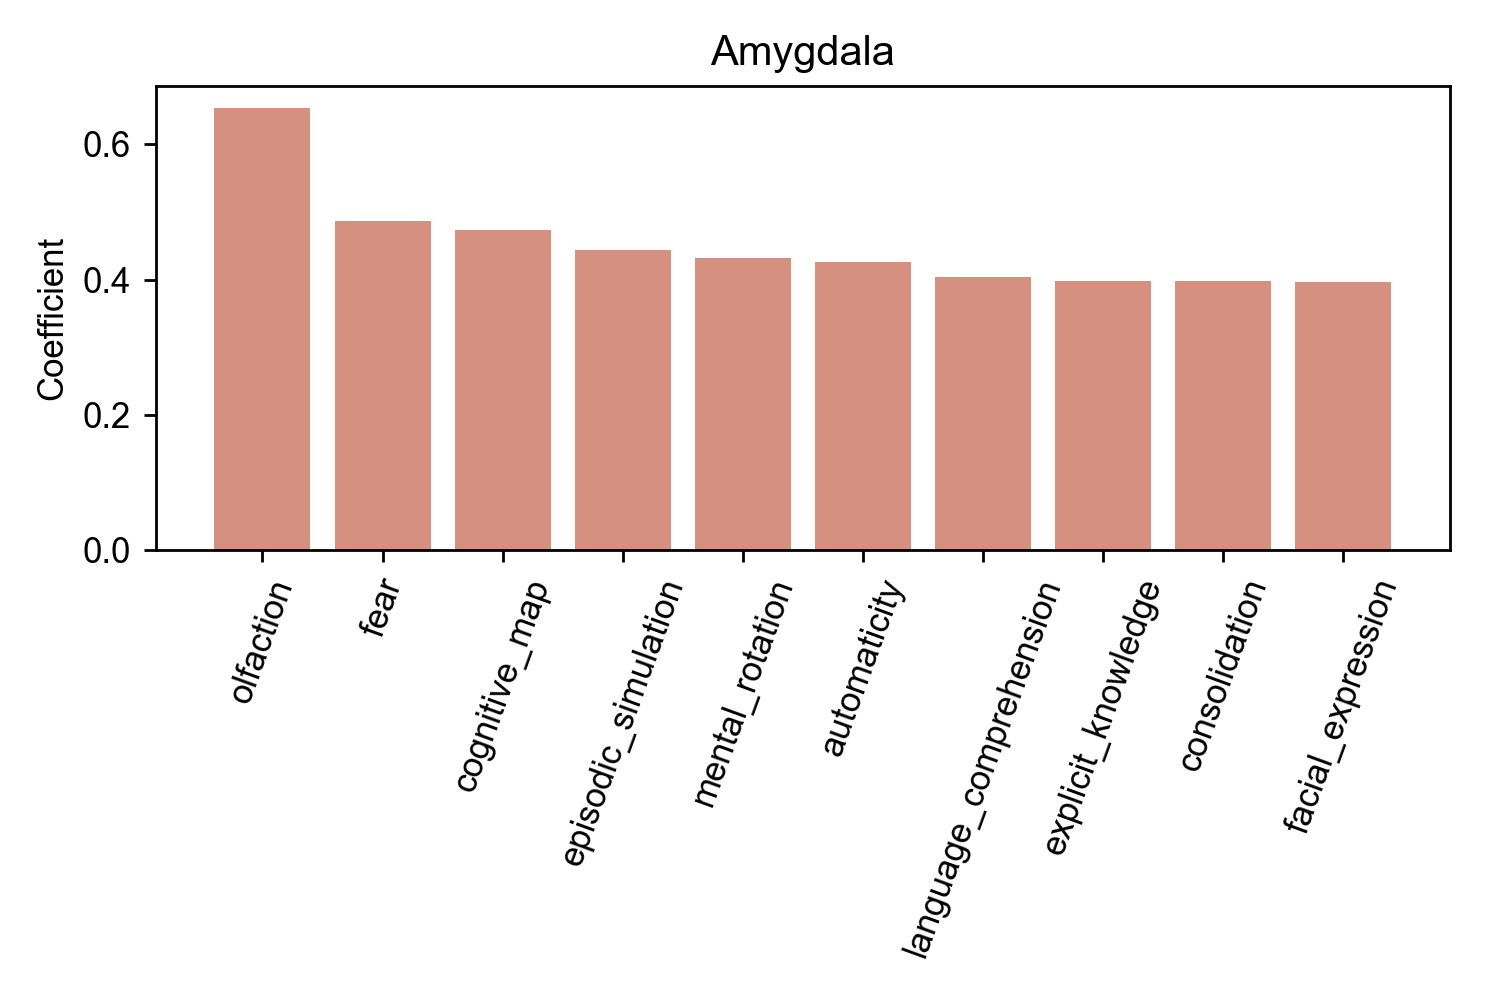 Amygdala
Coefficient
0.6
0.4
0.2
0.0
olfaction
fear
cognitive_map
episodic_simulation
mental_rotation
automaticity
language_comprehension
explicit_knowledge
consolidation
facial_expression